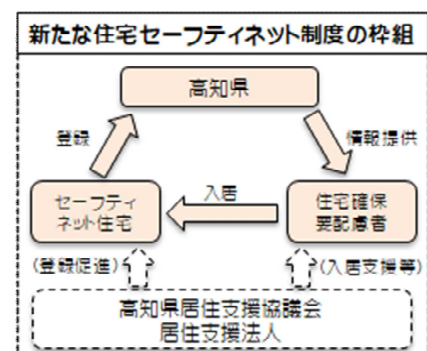 新たな住宅セーフティネット制度の枠組
高知県
登録
情報提供
セーフティ
ネット住宅
入居
住宅確保
要配慮者
(登録促進)
(入居支援等)
高知県居住支援協議会
居住支援法人